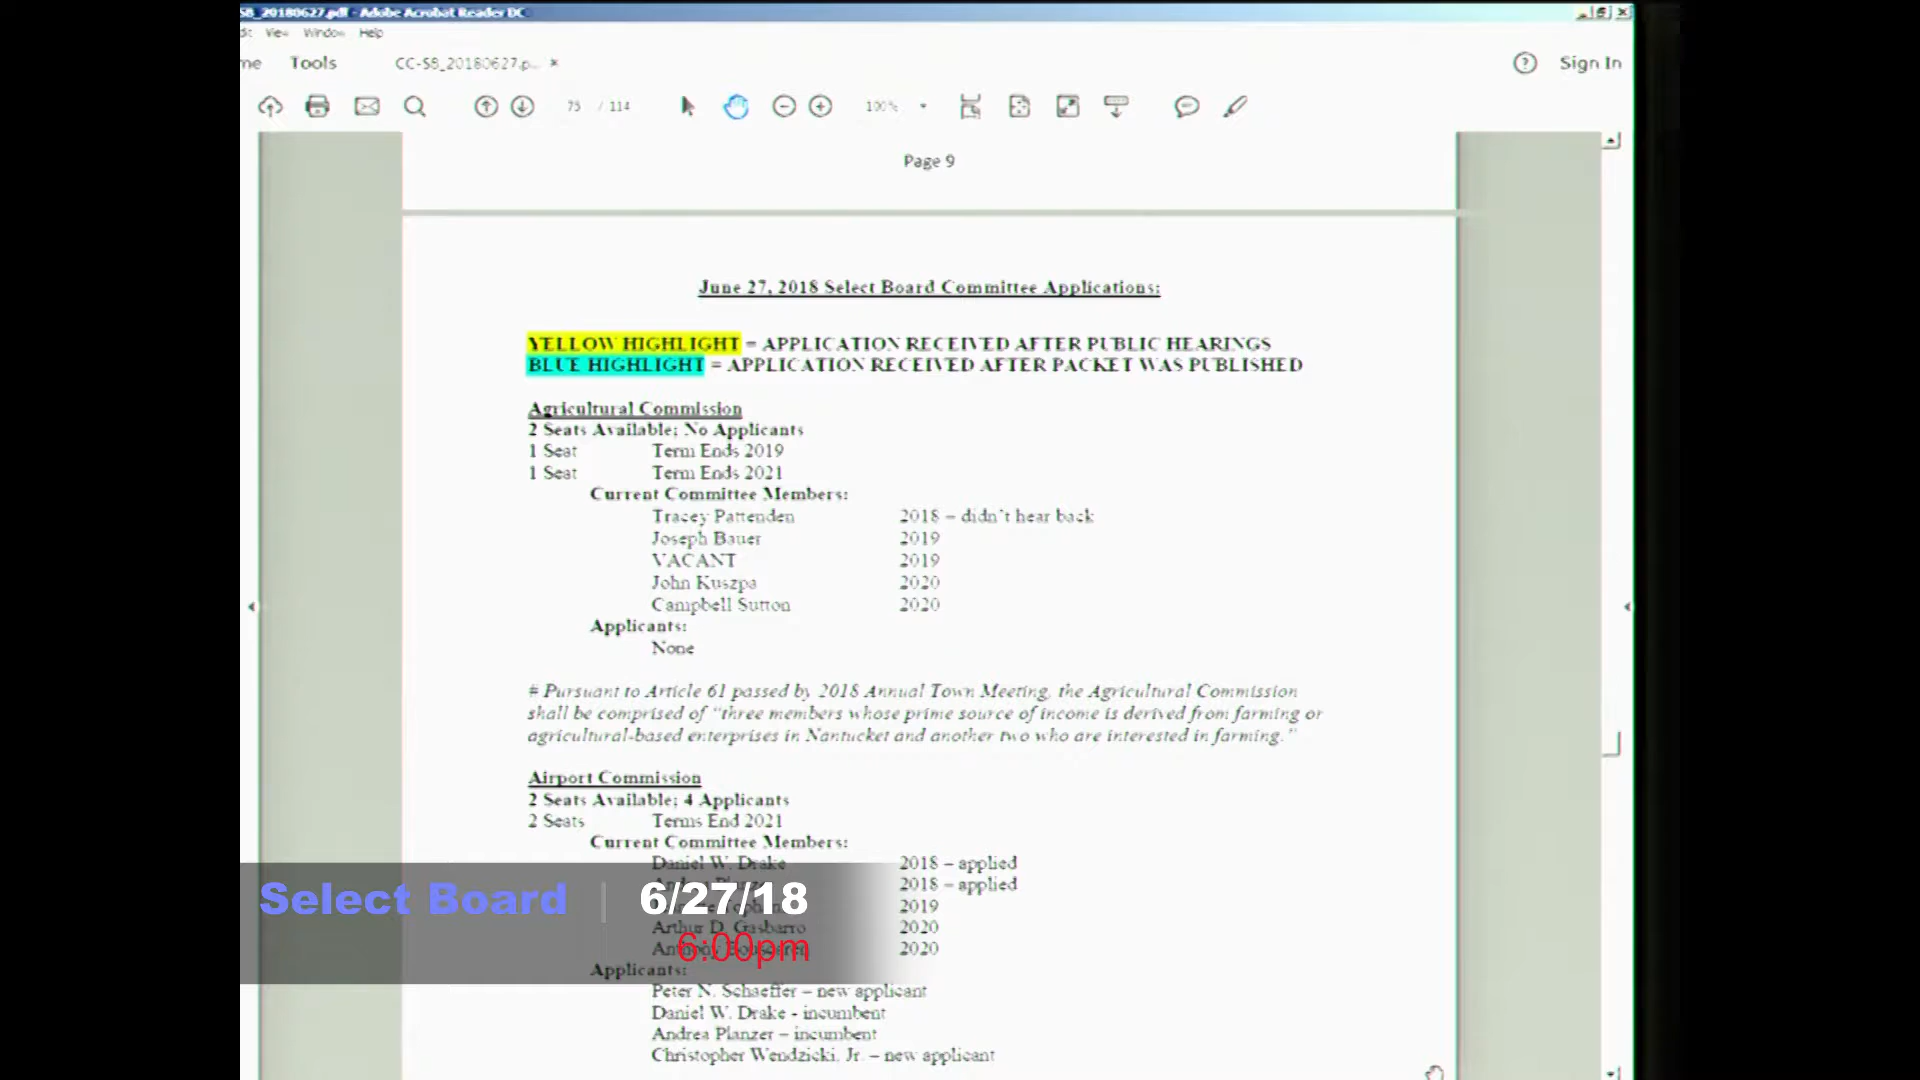 SB_20180627.pdf - Adobe Acrobat Reader DC
View Window Help
me Tools CC-SB_20180627.p... × Sign In
75 / 114 100%
Page 9
June 27, 2018 Select Board Committee Applications:
YELLOW HIGHLIGHT = APPLICATION RECEIVED AFTER PUBLIC HEARINGS
BLUE HIGHLIGHT = APPLICATION RECEIVED AFTER PACKET WAS PUBLISHED
Agricultural Commission
2 Seats Available; No Applicants
1 Seat Term Ends 2019
1 Seat Term Ends 2021
Current Committee Members:
Tracey Pattenden 2018 – didn't hear back
Joseph Bauer 2019
VACANT 2019
John Kuszpa 2020
Campbell Sutton 2020
Applicants:
None
# Pursuant to Article 61 passed by 2018 Annual Town Meeting, the Agricultural Commission
shall be comprised of "three members whose prime source of income is derived from farming or
agricultural-based enterprises in Nantucket and another two who are interested in farming."
Airport Commission
2 Seats Available; 4 Applicants
2 Seats Terms End 2021
Current Committee Members:
Daniel W. Drake 2018 – applied
2018 – applied
2019
Arthur D. Gasbarro 2020
Anthony 2020
Select Board | 6/27/18
6:00pm
Applicants:
Peter N. Schaeffer – new applicant
Daniel W. Drake - incumbent
Andrea Planzer – incumbent
Christopher Wendzicki, Jr. – new applicant